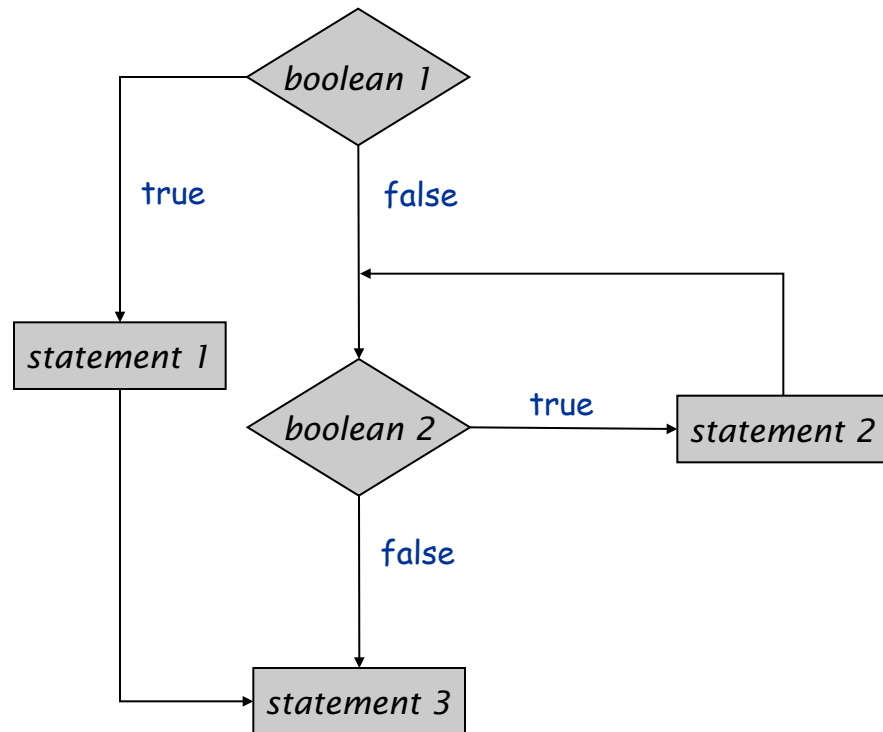 boolean 1
true
false
statement 1
boolean 2
true
statement 2
false
statement 3